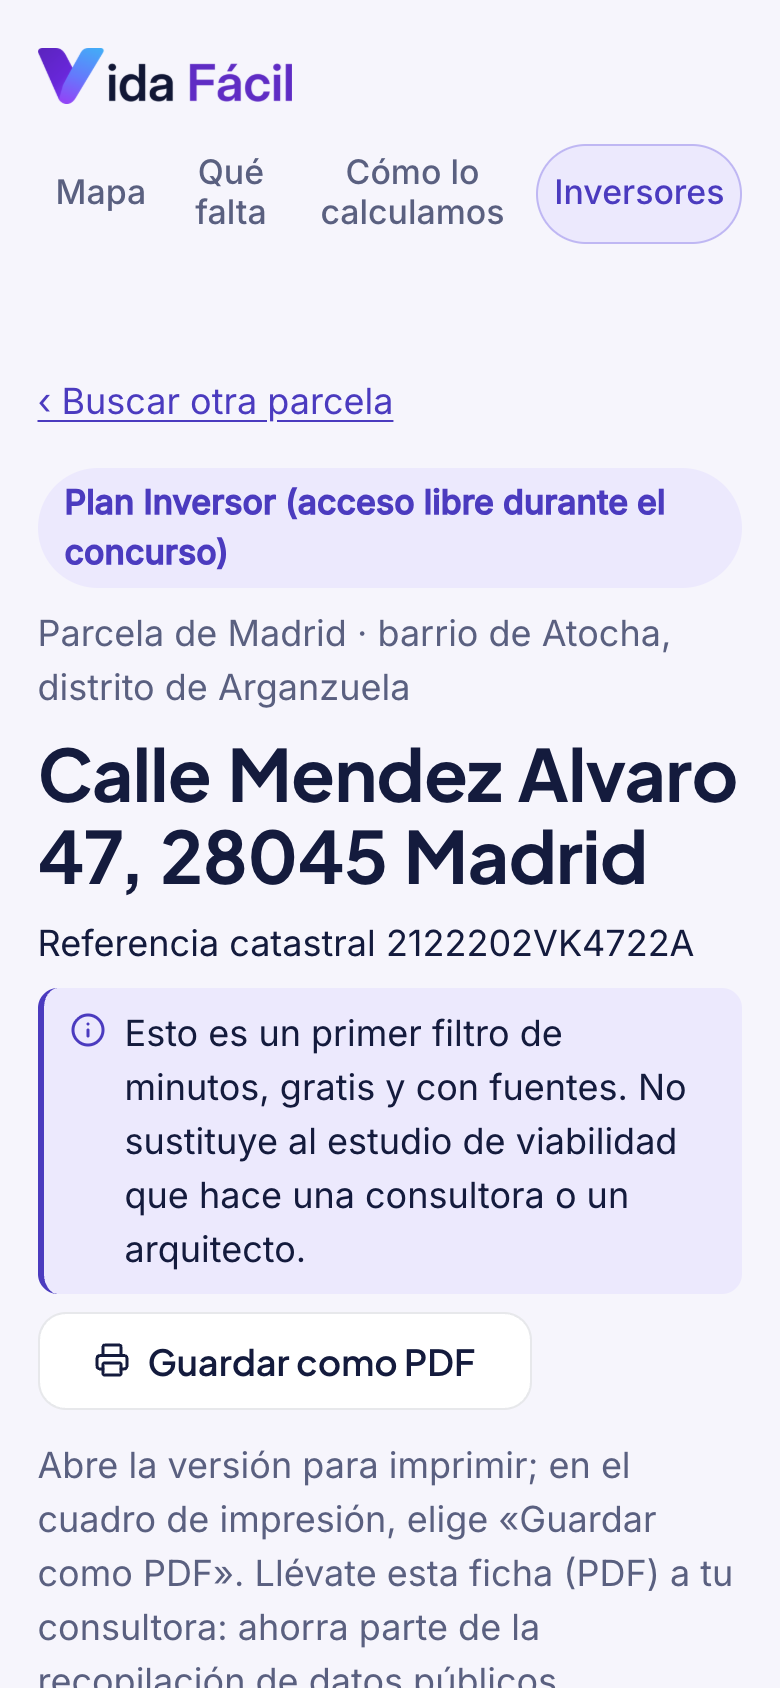 Vida Fácil
Mapa
Qué
falta
Cómo lo
calculamos
Inversores
‹ Buscar otra parcela
Plan Inversor (acceso libre durante el
concurso)
Parcela de Madrid · barrio de Atocha,
distrito de Arganzuela
Calle Mendez Alvaro
47, 28045 Madrid
Referencia catastral 2122202VK4722A
Esto es un primer filtro de
minutos, gratis y con fuentes. No
sustituye al estudio de viabilidad
que hace una consultora o un
arquitecto.
Guardar como PDF
Abre la versión para imprimir; en el
cuadro de impresión, elige «Guardar
como PDF». Llévate esta ficha (PDF) a tu
consultora: ahorra parte de la
recopilación de datos públicos